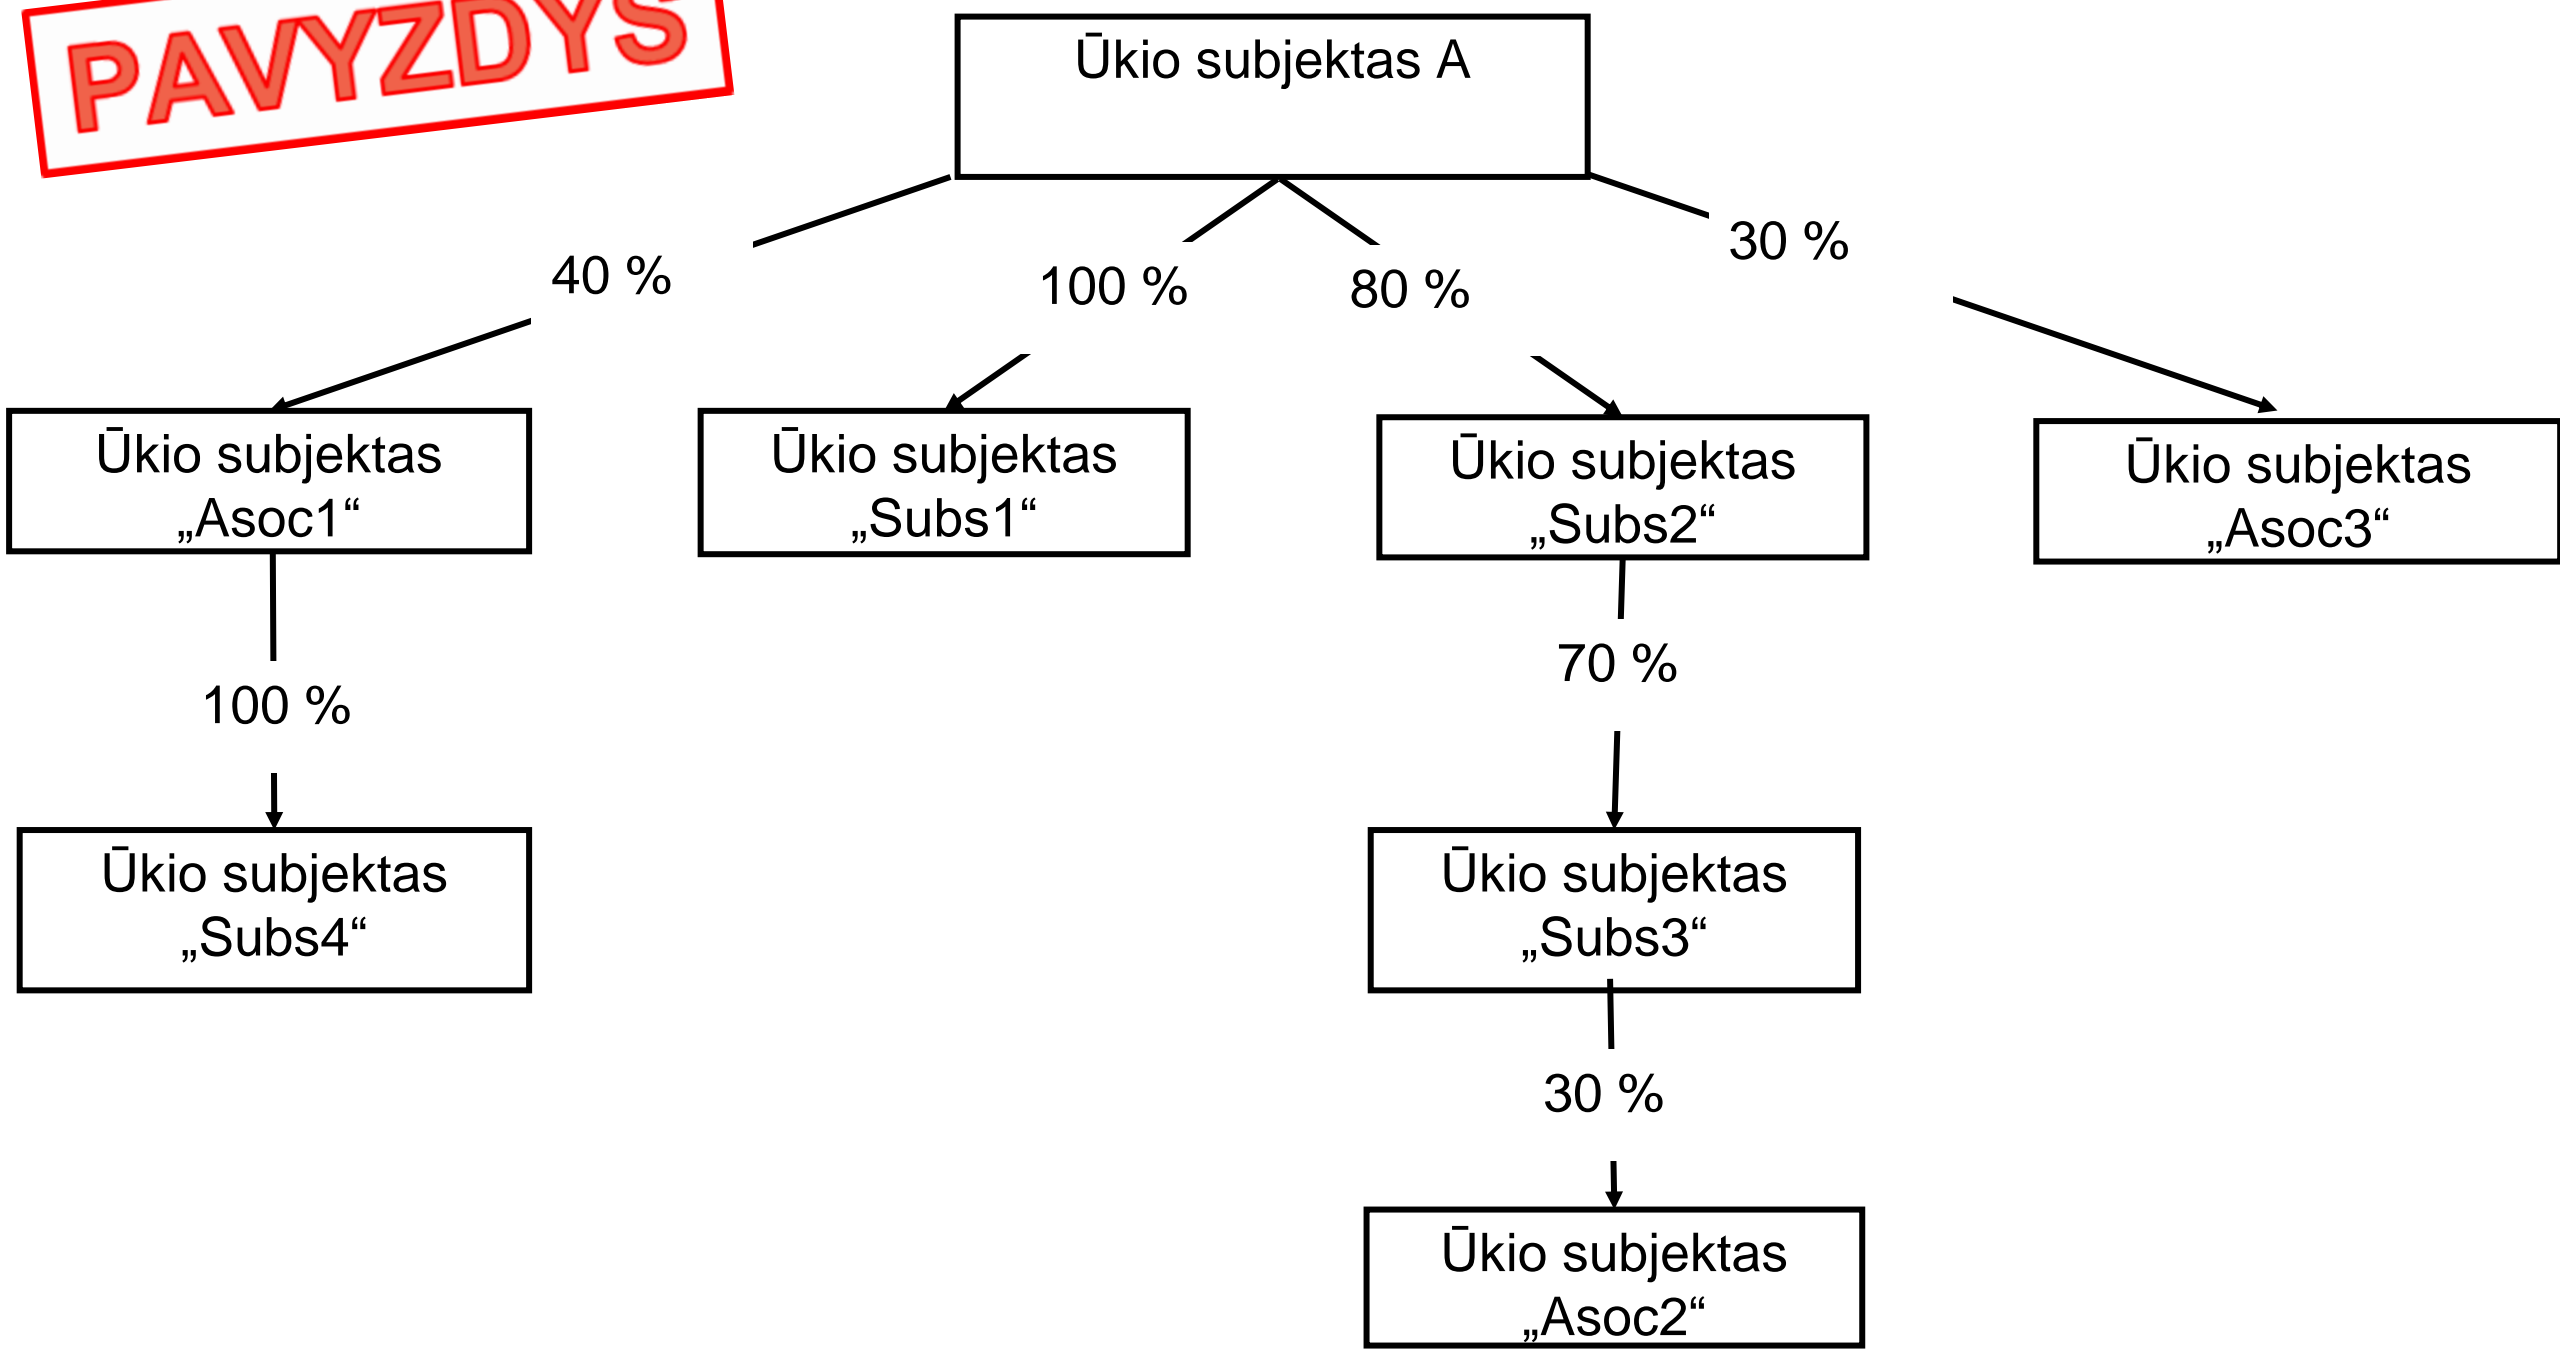 PAVYZDYS
Ūkio subjektas A
40 %
100 %
80 %
30 %
Ūkio subjektas
„Asoc1“
Ūkio subjektas
„Subs1“
Ūkio subjektas
„Subs2“
Ūkio subjektas
„Asoc3“
100 %
70 %
Ūkio subjektas
„Subs4“
Ūkio subjektas
„Subs3“
30 %
Ūkio subjektas
„Asoc2“